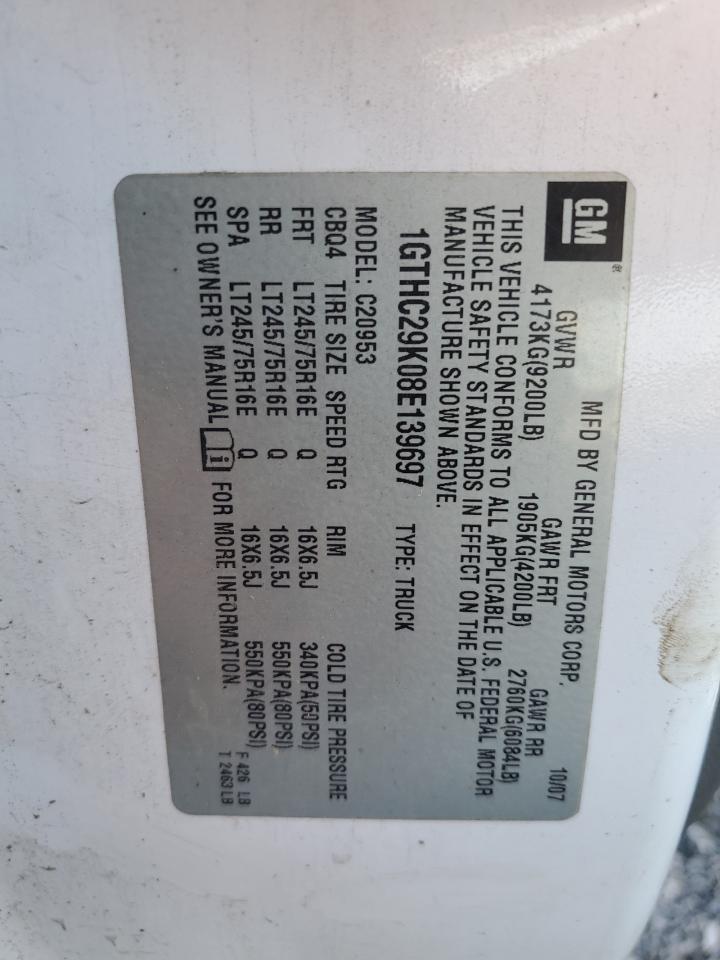 GM®
MFD BY GENERAL MOTORS CORP.
10/07
GVWR GAWR FRT GAWR RR
4173KG(9200LB) 1905KG(4200LB) 2760KG(6084LB)
THIS VEHICLE CONFORMS TO ALL APPLICABLE U.S. FEDERAL MOTOR
VEHICLE SAFETY STANDARDS IN EFFECT ON THE DATE OF
MANUFACTURE SHOWN ABOVE.
1GTHC29K08E139697 TYPE: TRUCK
MODEL: C20953
CBQ4 TIRE SIZE SPEED RTG RIM COLD TIRE PRESSURE
FRT LT245/75R16E Q 16X6.5J 340KPA(50PSI)
RR LT245/75R16E Q 16X6.5J 550KPA(80PSI)
SPA LT245/75R16E Q 16X6.5J 550KPA(80PSI)
SEE OWNER'S MANUAL i FOR MORE INFORMATION.
F 426 LB
T 2463 LB